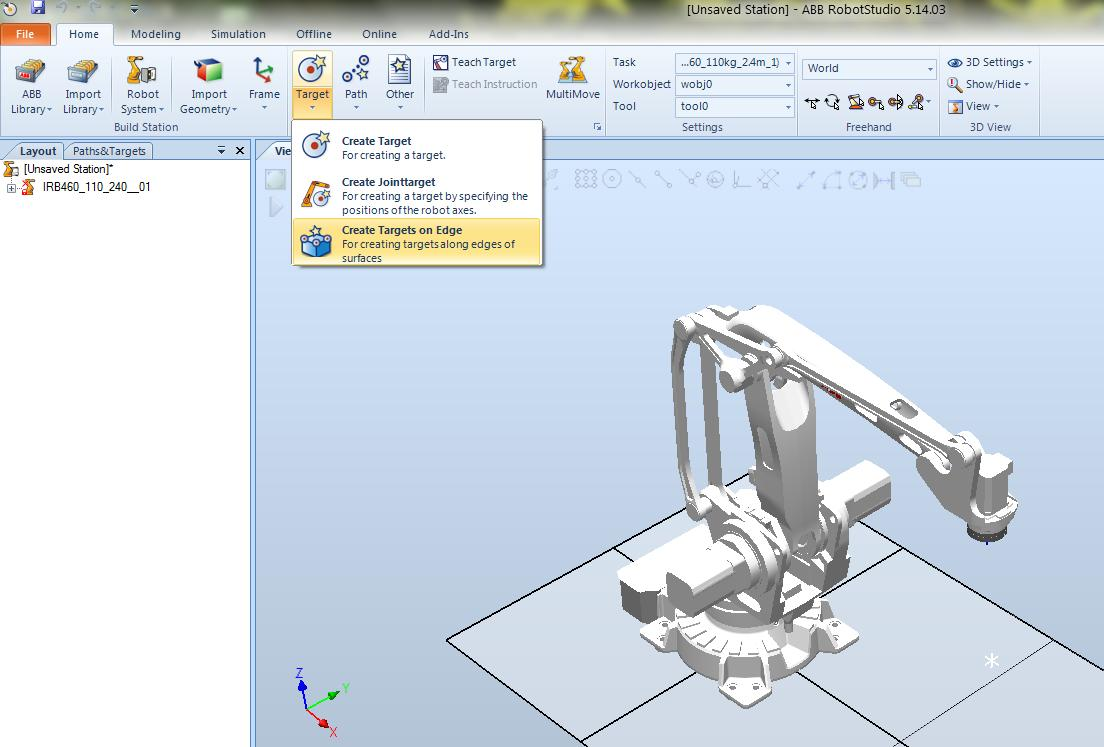 [Unsaved Station] - ABB RobotStudio 5.14.03
File Home Modeling Simulation Offline Online Add-Ins
ABB Library
Import Library
Robot System
Import Geometry
Frame
Target
Path
Other
Teach Target
Teach Instruction
MultiMove
Task ...60_110kg_2.4m_1)
Workobject wobj0
Tool tool0
World
3D Settings
Show/Hide
View
Build Station
Settings
Freehand
3D View
Layout Paths&Targets
[Unsaved Station]*
IRB460_110_240__01
Create Target
For creating a target.
Create Jointtarget
For creating a target by specifying the
positions of the robot axes.
Create Targets on Edge
For creating targets along edges of
surfaces
Z
Y
X